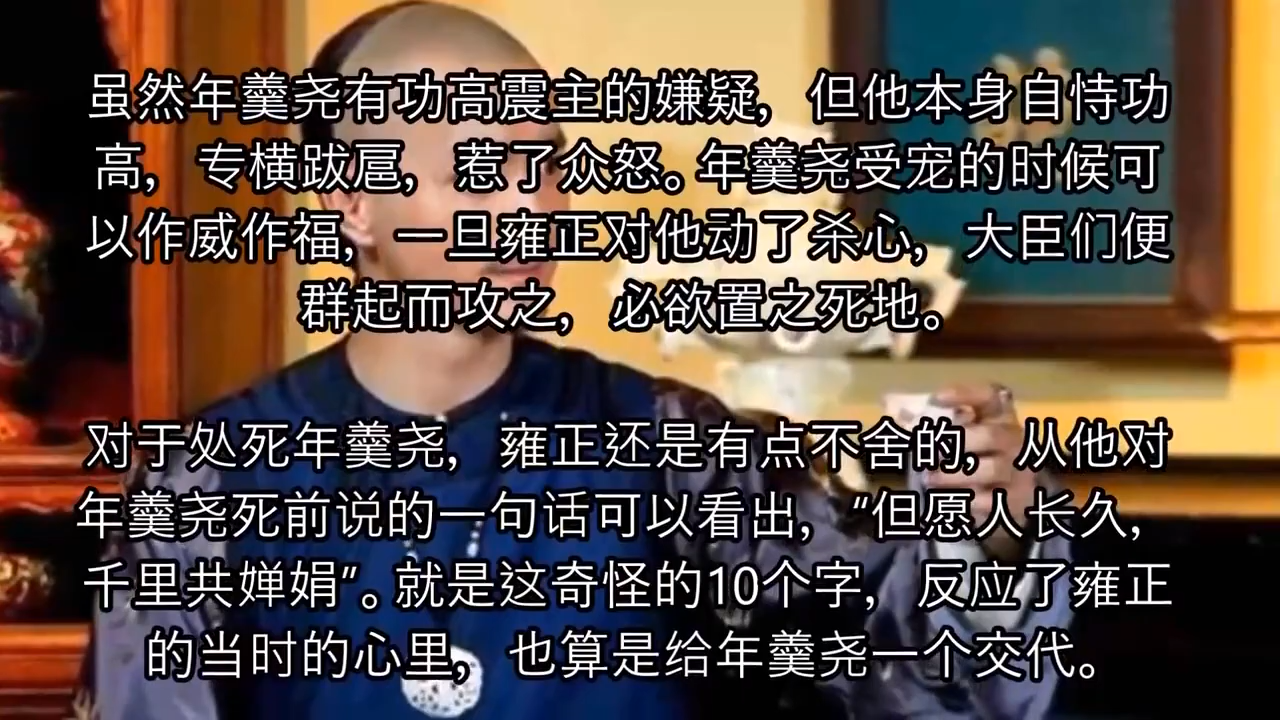 虽然年羹尧有功高震主的嫌疑，但他本身自恃功
高，专横跋扈，惹了众怒。年羹尧受宠的时候可
以作威作福，一旦雍正对他动了杀心，大臣们便
群起而攻之，必欲置之死地。
对于处死年羹尧，雍正还是有点不舍的，从他对
年羹尧死前说的一句话可以看出，“但愿人长久，
千里共婵娟”。就是这奇怪的10个字，反应了雍正
的当时的心里，也算是给年羹尧一个交代。